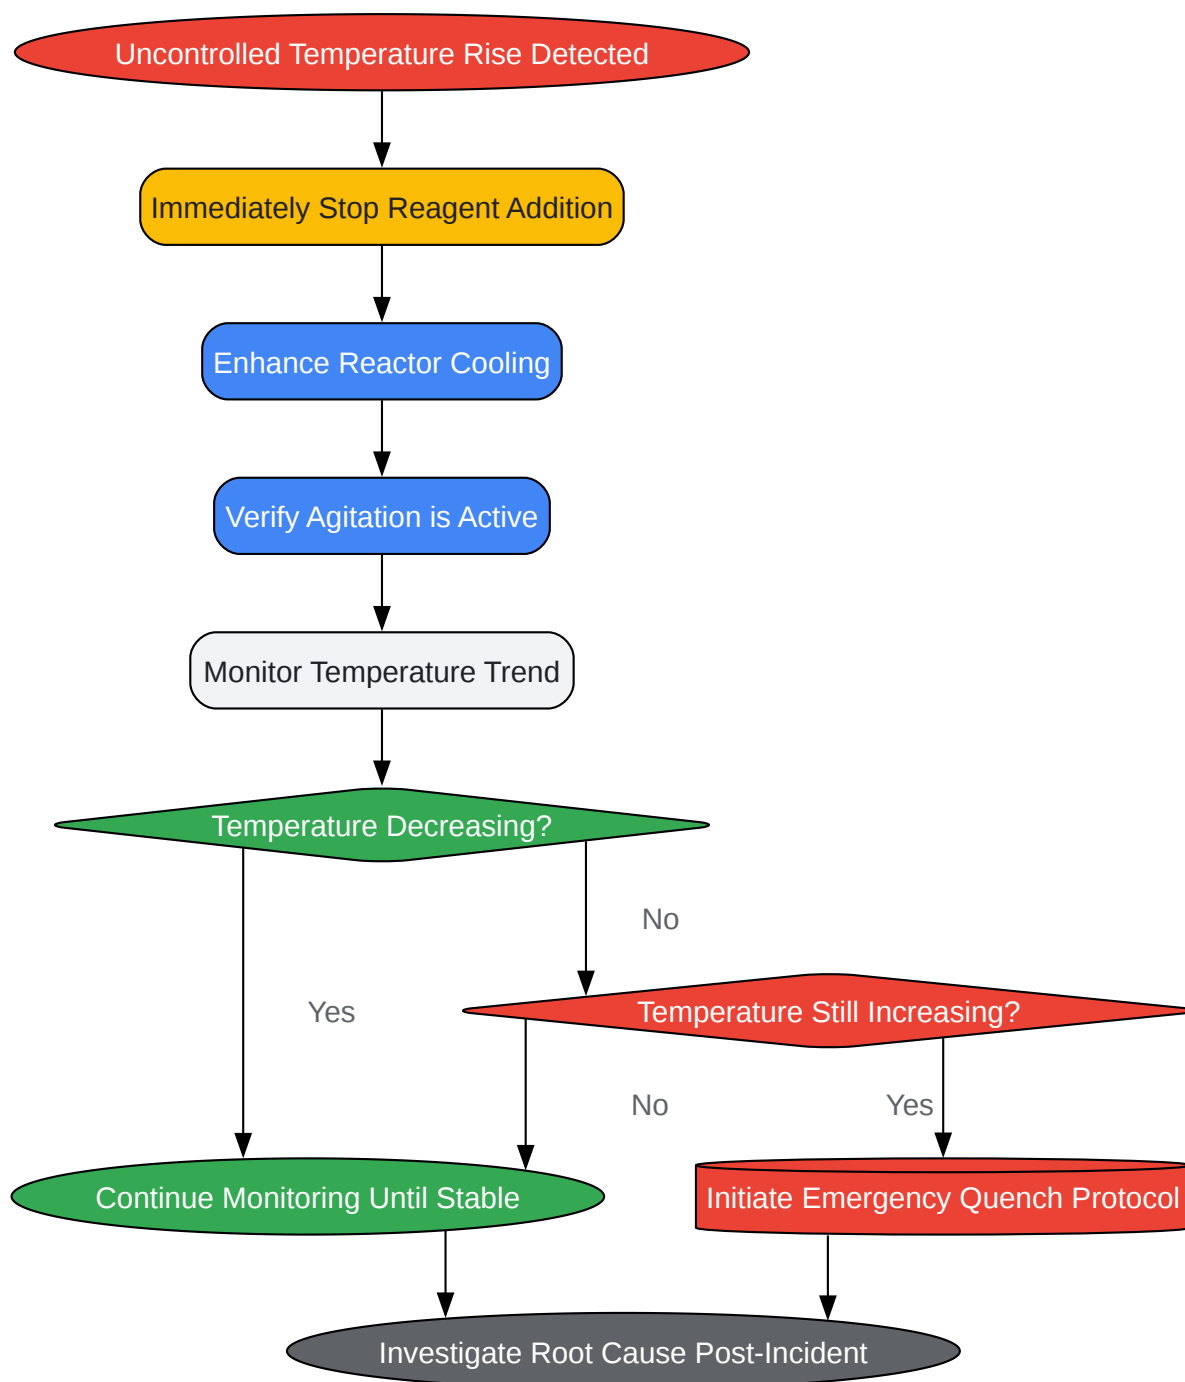 Uncontrolled Temperature Rise Detected
Immediately Stop Reagent Addition
Enhance Reactor Cooling
Verify Agitation is Active
Monitor Temperature Trend
Temperature Decreasing?
No
Yes
Temperature Still Increasing?
No
Yes
Continue Monitoring Until Stable
Initiate Emergency Quench Protocol
Investigate Root Cause Post-Incident